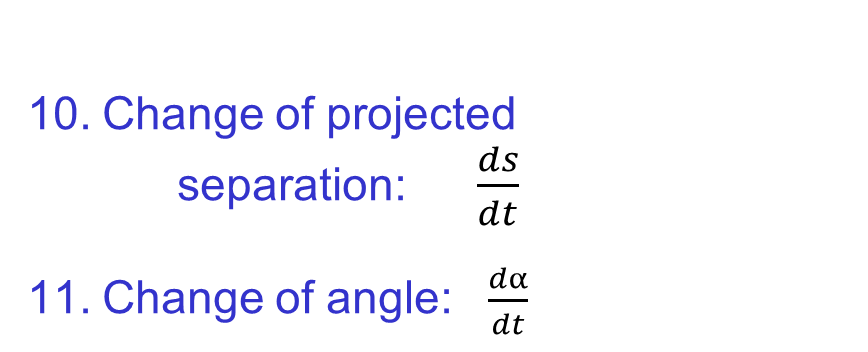 10. Change of projected
separation: ds/dt
11. Change of angle: dα/dt